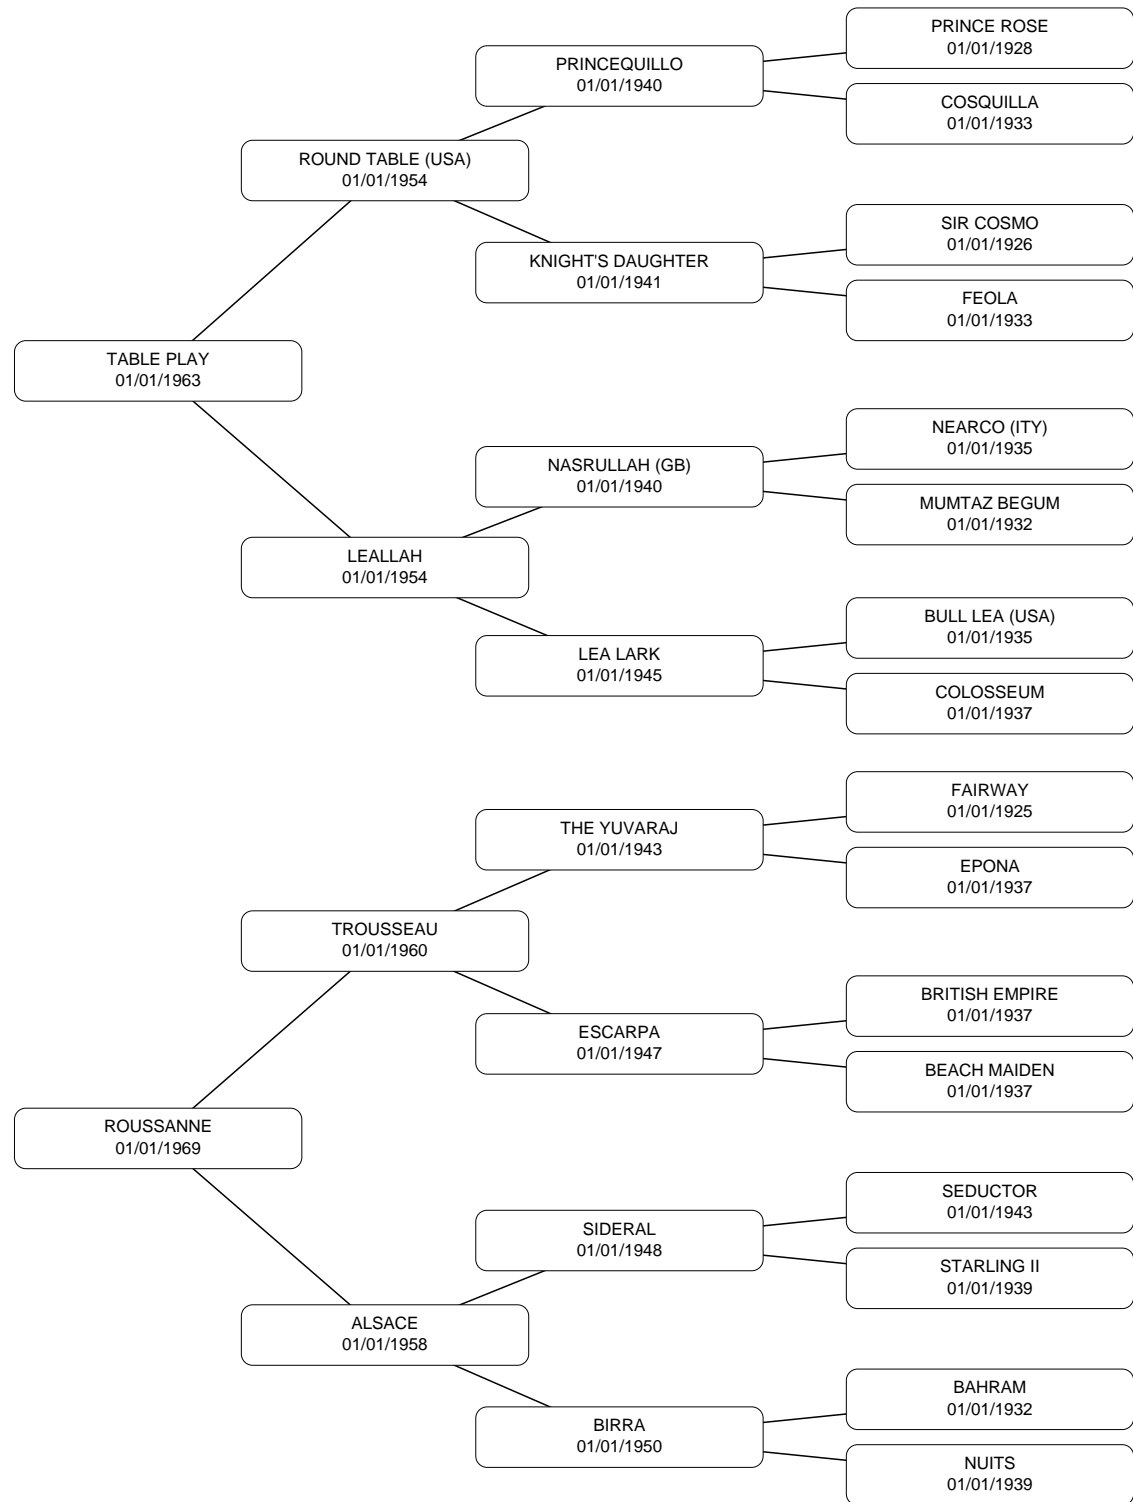 PRINCE ROSE
01/01/1928
PRINCEQUILLO
01/01/1940
COSQUILLA
01/01/1933
ROUND TABLE (USA)
01/01/1954
SIR COSMO
01/01/1926
KNIGHT'S DAUGHTER
01/01/1941
FEOLA
01/01/1933
TABLE PLAY
01/01/1963
NEARCO (ITY)
01/01/1935
NASRULLAH (GB)
01/01/1940
MUMTAZ BEGUM
01/01/1932
LEALLAH
01/01/1954
BULL LEA (USA)
01/01/1935
LEA LARK
01/01/1945
COLOSSEUM
01/01/1937
FAIRWAY
01/01/1925
THE YUVARAJ
01/01/1943
EPONA
01/01/1937
TROUSSEAU
01/01/1960
BRITISH EMPIRE
01/01/1937
ESCARPA
01/01/1947
BEACH MAIDEN
01/01/1937
ROUSSANNE
01/01/1969
SEDUCTOR
01/01/1943
SIDERAL
01/01/1948
STARLING II
01/01/1939
ALSACE
01/01/1958
BAHRAM
01/01/1932
BIRRA
01/01/1950
NUITS
01/01/1939